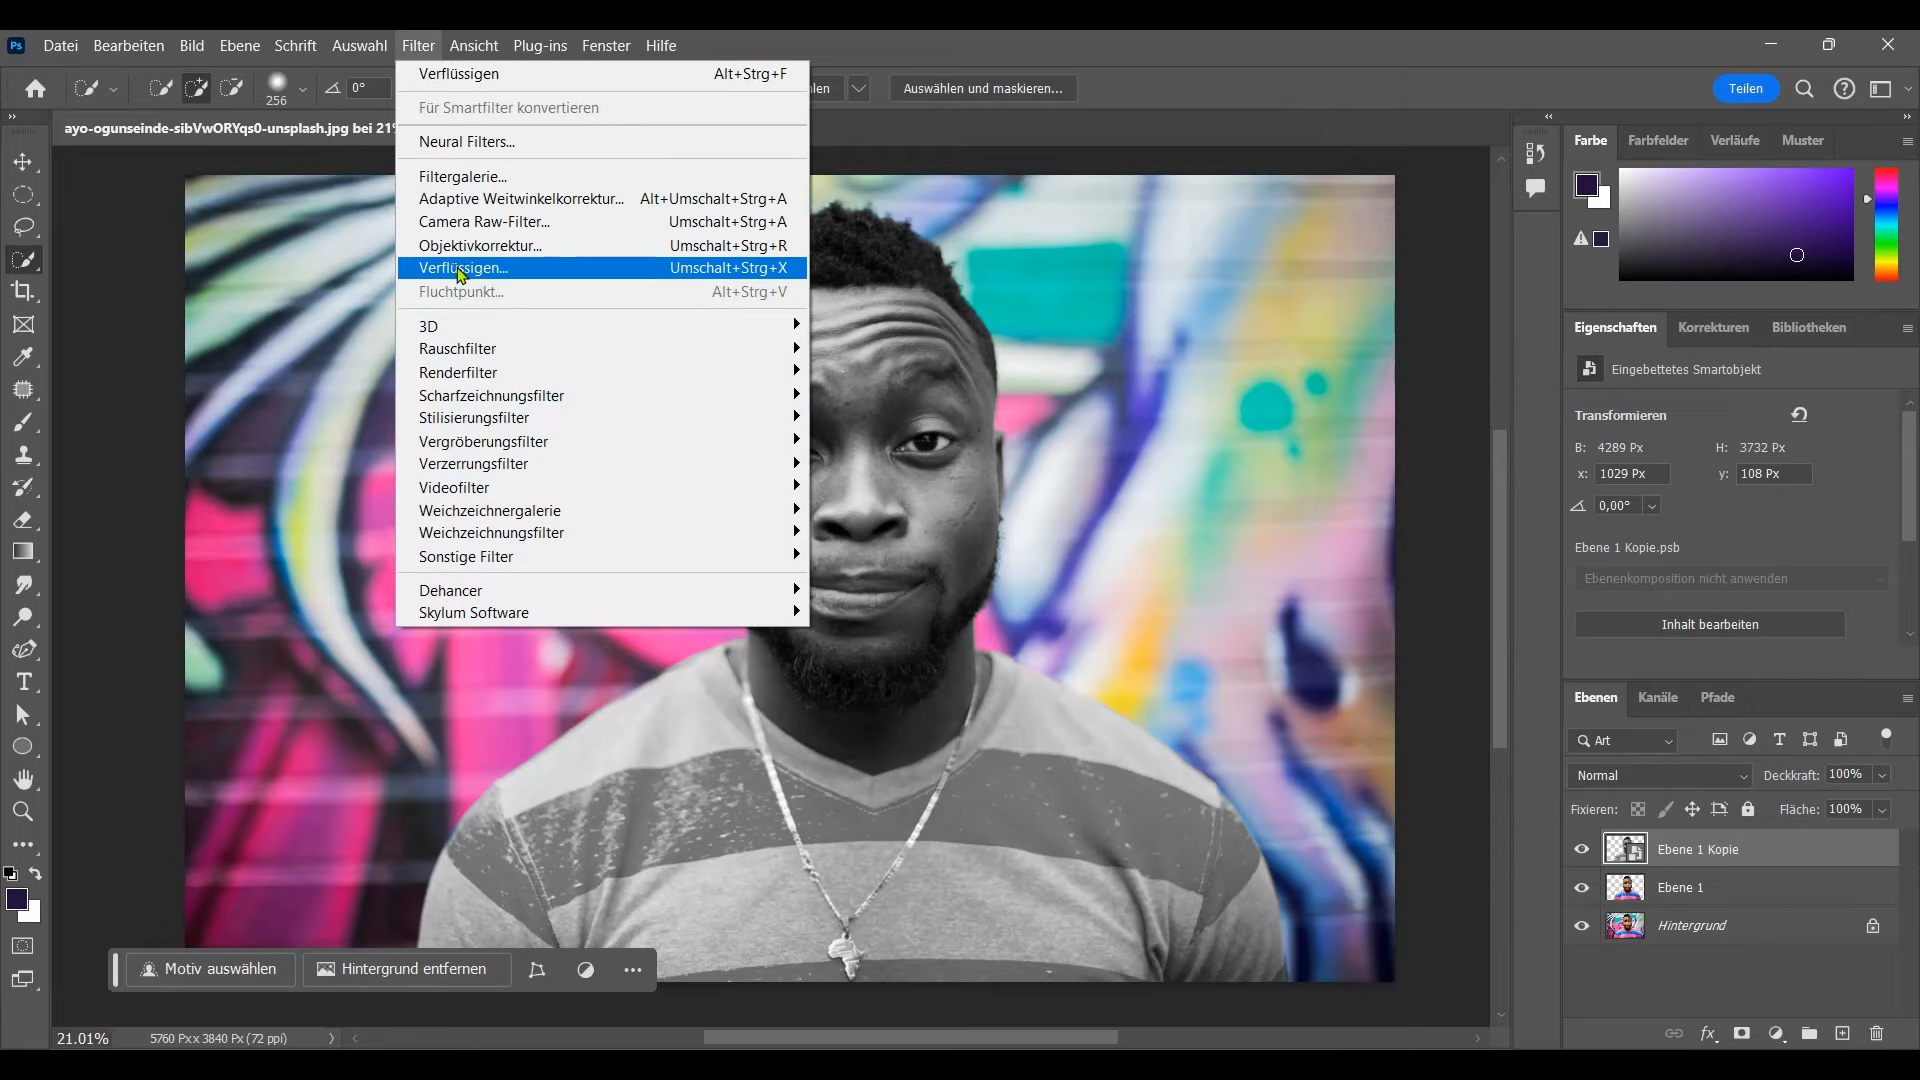 Ps Datei Bearbeiten Bild Ebene Schrift Auswahl Filter Ansicht Plug-ins Fenster Hilfe
256 0° Auswählen und maskieren... Teilen
ayo-ogunseinde-sibVwORYqs0-unsplash.jpg bei 21%
Verflüssigen Alt+Strg+F
Für Smartfilter konvertieren
Neural Filters...
Filtergalerie...
Adaptive Weitwinkelkorrektur... Alt+Umschalt+Strg+A
Camera Raw-Filter... Umschalt+Strg+A
Objektivkorrektur... Umschalt+Strg+R
Verflüssigen... Umschalt+Strg+X
Fluchtpunkt... Alt+Strg+V
3D
Rauschfilter
Renderfilter
Scharfzeichnungsfilter
Stilisierungsfilter
Vergröberungsfilter
Verzerrungsfilter
Videofilter
Weichzeichnergalerie
Weichzeichnungsfilter
Sonstige Filter
Dehancer
Skylum Software
Farbe Farbfelder Verläufe Muster
Eigenschaften Korrekturen Bibliotheken
Eingebettetes Smartobjekt
Transformieren
B: 4289 Px H: 3732 Px
x: 1029 Px y: 108 Px
0,00°
Ebene 1 Kopie.psb
Ebenenkomposition nicht anwenden
Inhalt bearbeiten
Ebenen Kanäle Pfade
Art
Normal Deckkraft: 100%
Fixieren: Fläche: 100%
Ebene 1 Kopie
Ebene 1
Hintergrund
Motiv auswählen Hintergrund entfernen
21.01% 5760 Px x 3840 Px (72 ppi)